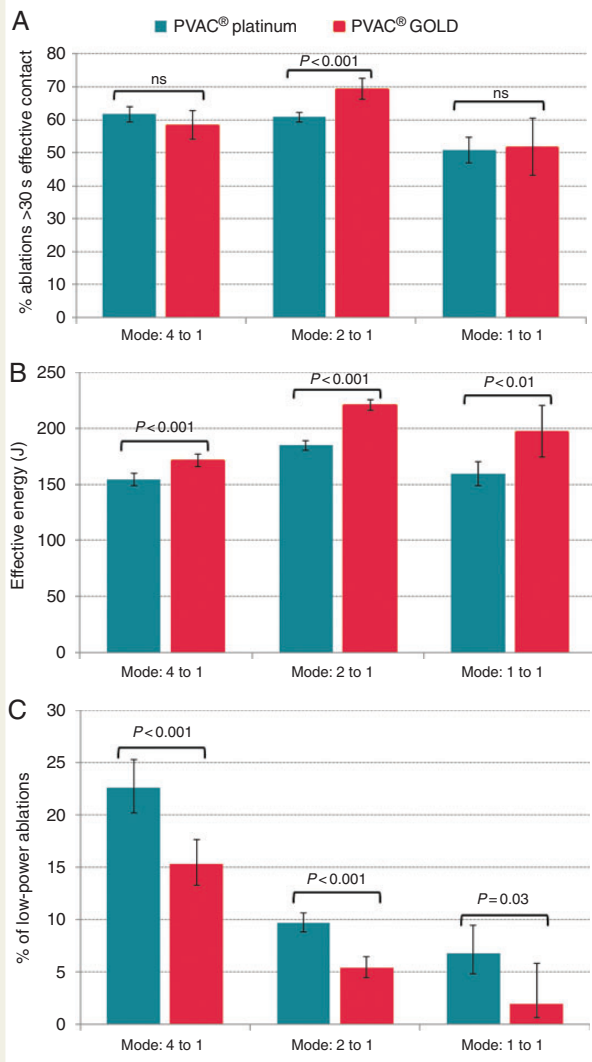 A
PVAC® platinum PVAC® GOLD
% ablations >30 s effective contact
80
70
60
50
40
30
20
10
0
ns
P<0.001
ns
Mode: 4 to 1 Mode: 2 to 1 Mode: 1 to 1
B
Effective energy (J)
250
200
150
100
50
0
P<0.001
P<0.001
P<0.01
Mode: 4 to 1 Mode: 2 to 1 Mode: 1 to 1
C
% of low-power ablations
30
25
20
15
10
5
0
P<0.001
P<0.001
P=0.03
Mode: 4 to 1 Mode: 2 to 1 Mode: 1 to 1